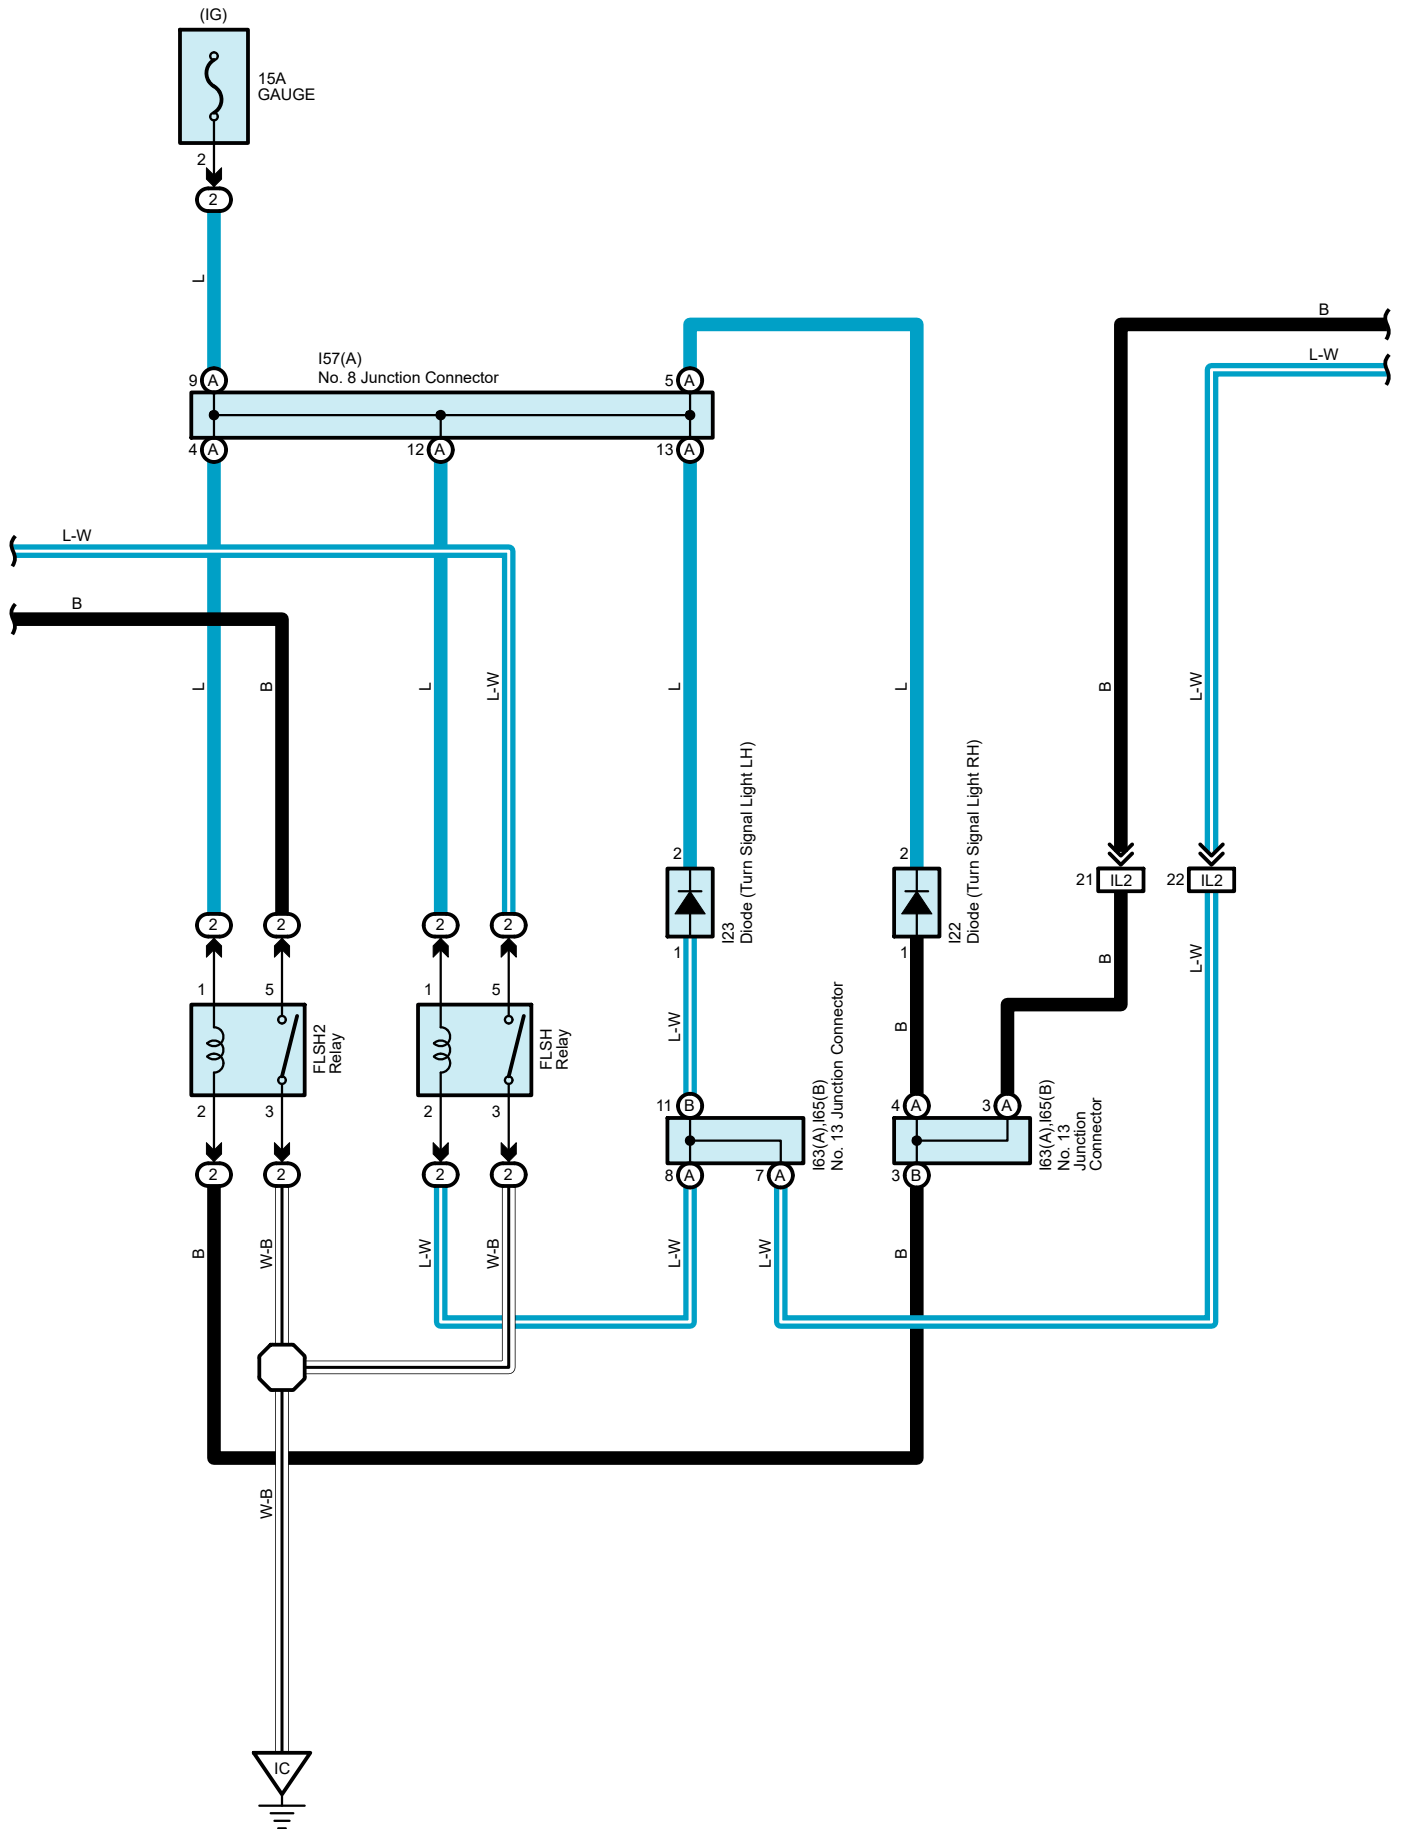 (IG)
15A
GAUGE
2
2
L
I57(A)
No. 8 Junction Connector
9 A
5 A
4 A
12 A
13 A
B
L-W
L-W
B
L
B
L
L-W
L
L
B
L-W
2
I23
Diode (Turn Signal Light LH)
1
2
I22
Diode (Turn Signal Light RH)
1
21 IL2
22 IL2
2
2
2
2
1
5
1
5
FLSH2
Relay
FLSH
Relay
2
3
2
3
2
2
2
2
L-W
B
B
L-W
11 B
I63(A),I65(B)
No. 13 Junction Connector
8 A
7 A
4 A
3 A
I63(A),I65(B)
No. 13
Junction
Connector
3 B
B
W-B
L-W
W-B
L-W
L-W
B
W-B
IC